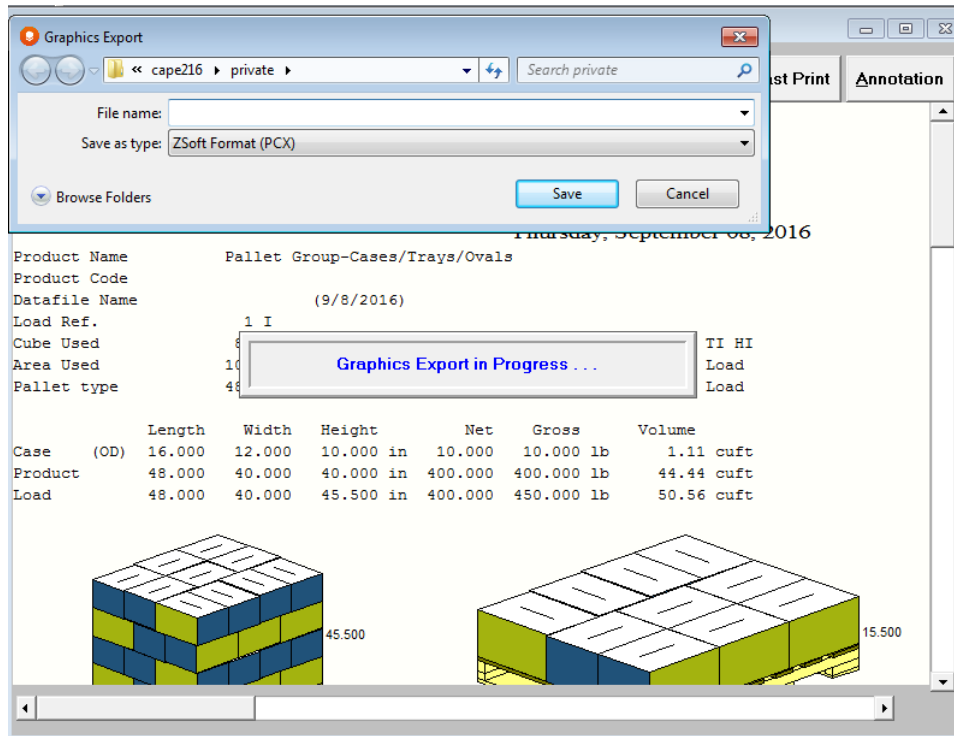 Graphics Export
« cape216 private
Search private
File name:
Save as type: ZSoft Format (PCX)
Browse Folders
Save Cancel
st Print Annotation
Thursday, September 08, 2016
Product Name Pallet Group-Cases/Trays/Ovals
Product Code
Datafile Name (9/8/2016)
Load Ref. 1 I
Cube Used TI HI
Area Used 10 Load
Pallet type 48 Load
Graphics Export in Progress . . .
Length Width Height Net Gross Volume
Case (OD) 16.000 12.000 10.000 in 10.000 10.000 lb 1.11 cuft
Product 48.000 40.000 40.000 in 400.000 400.000 lb 44.44 cuft
Load 48.000 40.000 45.500 in 400.000 450.000 lb 50.56 cuft
45.500
15.500